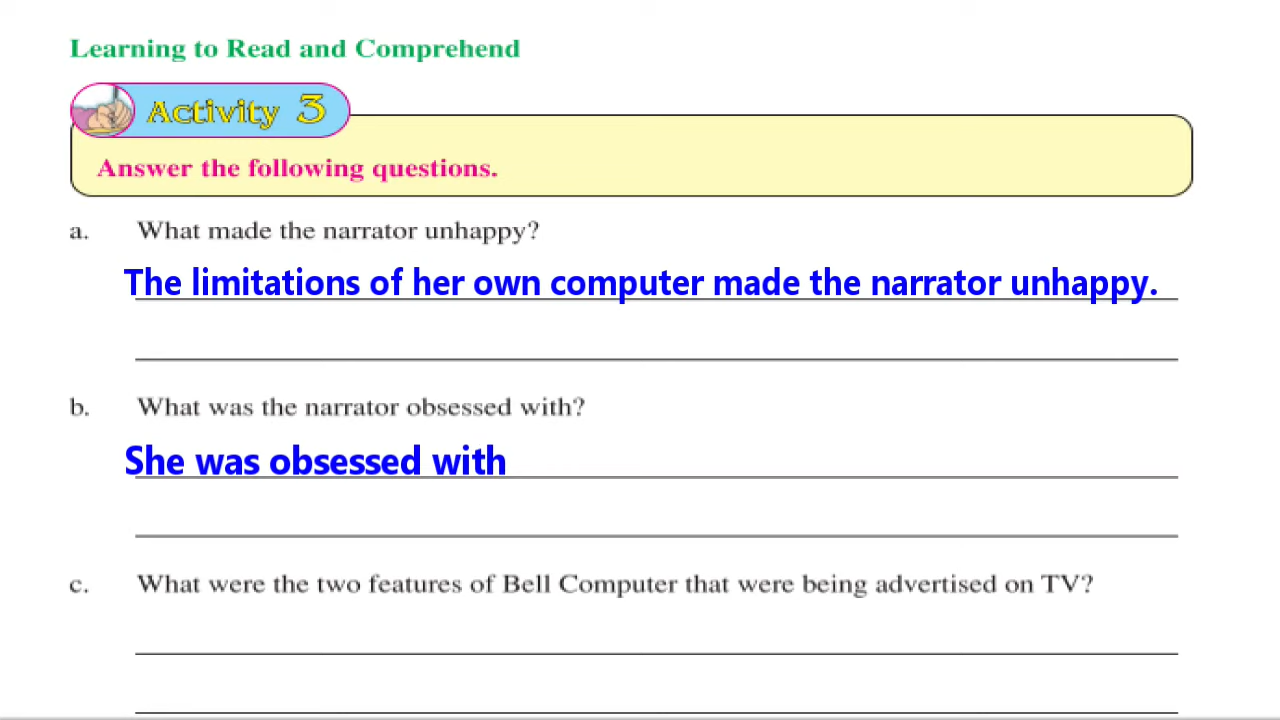 Learning to Read and Comprehend
Activity 3
Answer the following questions.
a. What made the narrator unhappy?
The limitations of her own computer made the narrator unhappy.
b. What was the narrator obsessed with?
She was obsessed with
c. What were the two features of Bell Computer that were being advertised on TV?